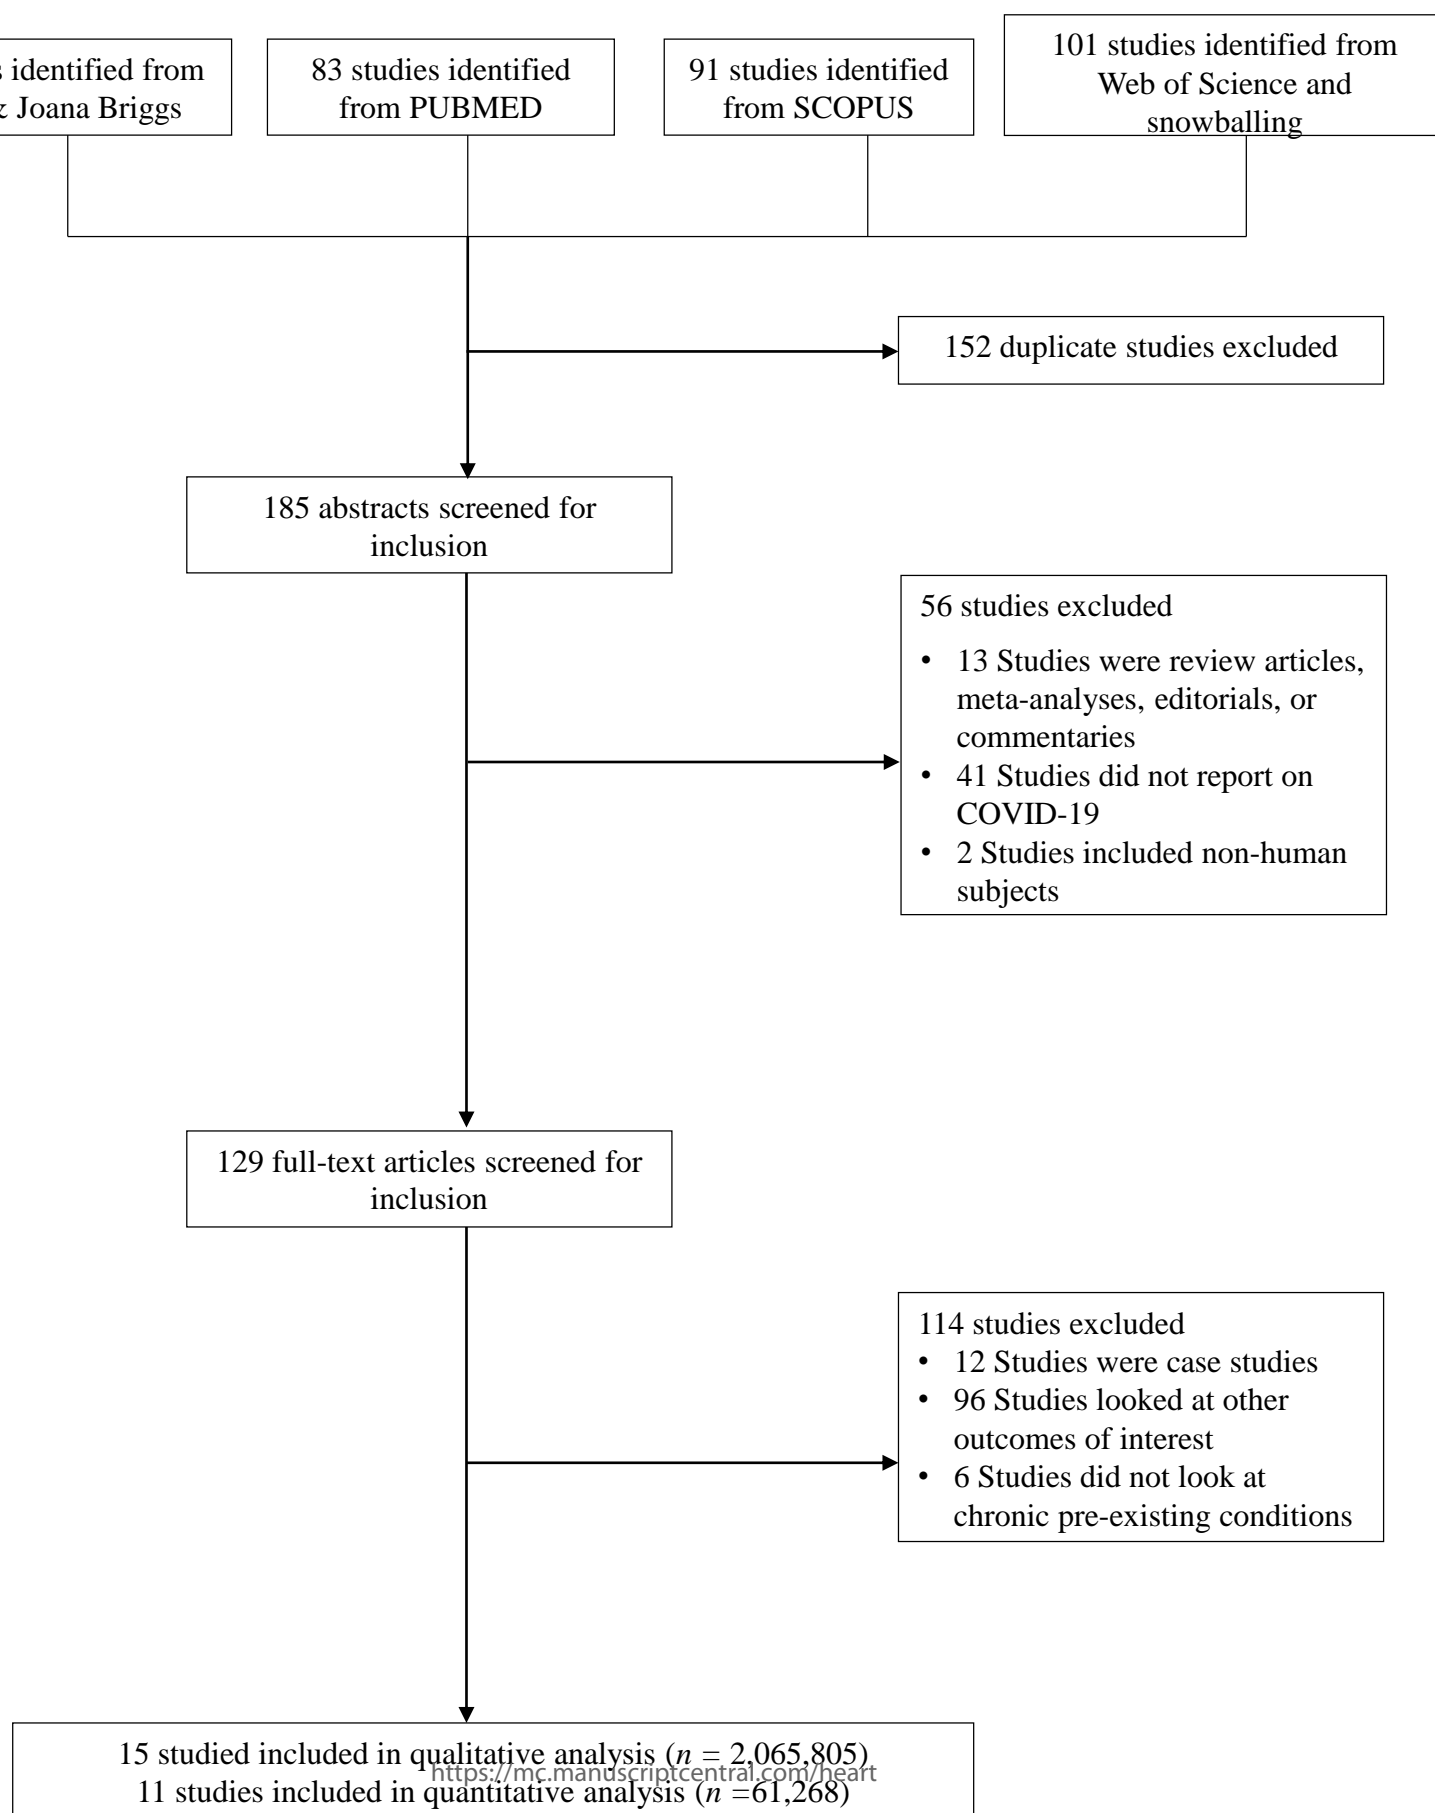 identified from
& Joana Briggs
83 studies identified
from PUBMED
91 studies identified
from SCOPUS
101 studies identified from
Web of Science and
snowballing
152 duplicate studies excluded
185 abstracts screened for
inclusion
56 studies excluded
• 13 Studies were review articles,
meta-analyses, editorials, or
commentaries
• 41 Studies did not report on
COVID-19
• 2 Studies included non-human
subjects
129 full-text articles screened for
inclusion
114 studies excluded
• 12 Studies were case studies
• 96 Studies looked at other
outcomes of interest
• 6 Studies did not look at
chronic pre-existing conditions
15 studied included in qualitative analysis (n = 2,065,805)
https://mc.manuscriptcentral.com/heart
11 studies included in quantitative analysis (n =61,268)